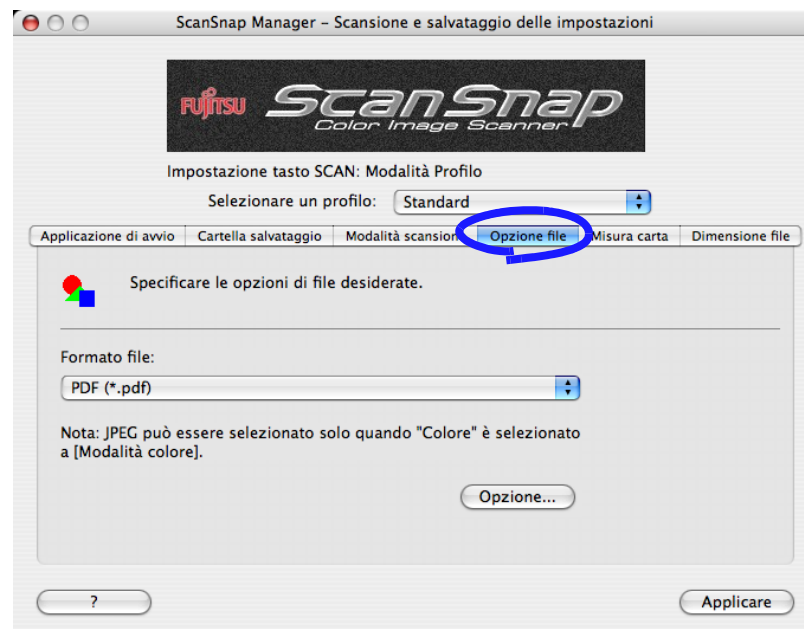 ScanSnap Manager – Scansione e salvataggio delle impostazioni
FUJITSU ScanSnap
Color Image Scanner
Impostazione tasto SCAN: Modalità Profilo
Selezionare un profilo: Standard
Applicazione di avvio Cartella salvataggio Modalità scansion Opzione file Misura carta Dimensione file
Specificare le opzioni di file desiderate.
Formato file:
PDF (*.pdf)
Nota: JPEG può essere selezionato solo quando "Colore" è selezionato
a [Modalità colore].
Opzione...
? Applicare